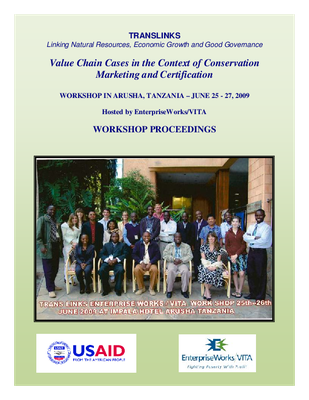 TRANSLINKS
Linking Natural Resources, Economic Growth and Good Governance
Value Chain Cases in the Context of Conservation
Marketing and Certification
WORKSHOP IN ARUSHA, TANZANIA – JUNE 25 - 27, 2009
Hosted by EnterpriseWorks/VITA
WORKSHOP PROCEEDINGS
TRANS LINKS ENTERPRISE WORKS/ VITA WORK SHOP 25th-26th
JUNE 2009 AT IMPALA HOTEL ARUSHA TANZANIA
USAID
FROM THE AMERICAN PEOPLE
EnterpriseWorks/VITA
Fighting Poverty With Profit